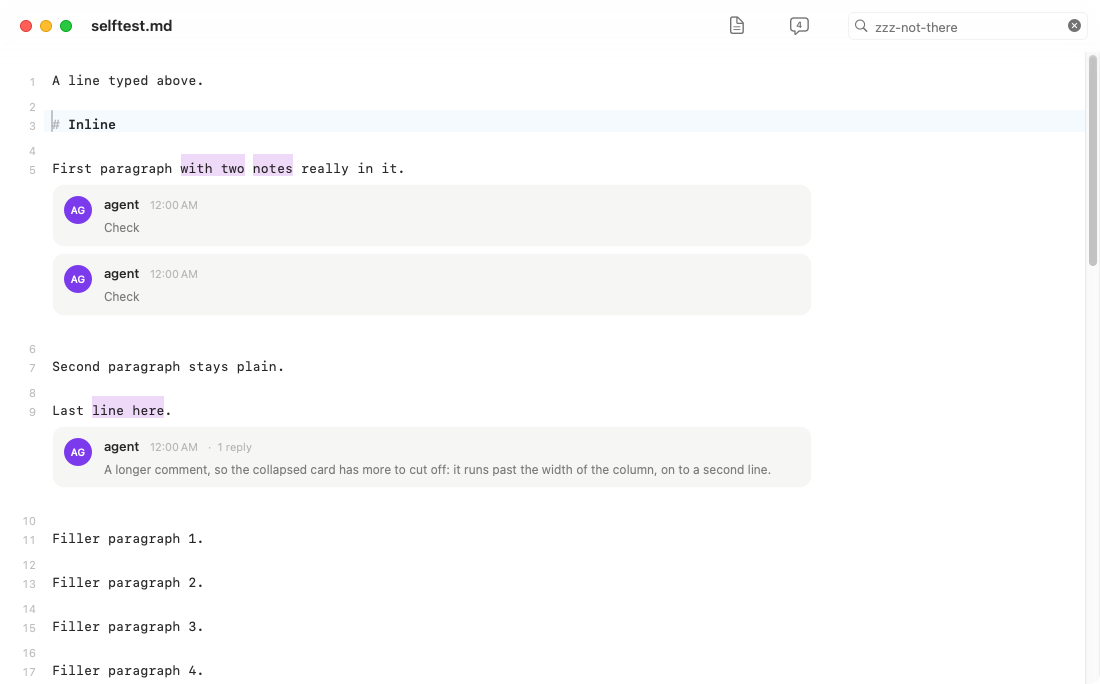 selftest.md
4
zzz-not-there
1 A line typed above.
2
3 # Inline
4
5 First paragraph with two notes really in it.
AG agent 12:00 AM
Check
AG agent 12:00 AM
Check
6
7 Second paragraph stays plain.
8
9 Last line here.
AG agent 12:00 AM · 1 reply
A longer comment, so the collapsed card has more to cut off: it runs past the width of the column, on to a second line.
10
11 Filler paragraph 1.
12
13 Filler paragraph 2.
14
15 Filler paragraph 3.
16
17 Filler paragraph 4.